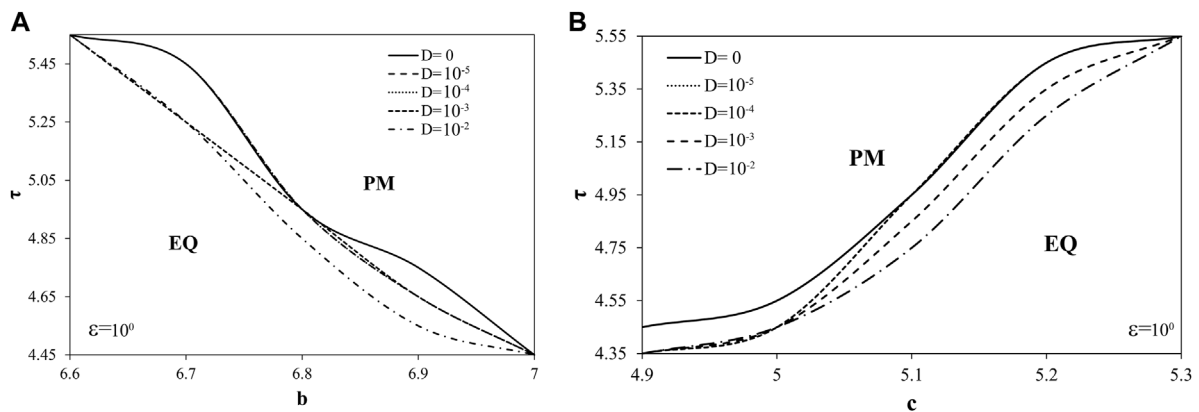 A
5.45
5.25
5.05
4.85
4.65
4.45
τ
6.6
6.7
6.8
6.9
7
b
D= 0
D=10⁻⁵
D=10⁻⁴
D=10⁻³
D=10⁻²
PM
EQ
ε=10⁰
B
5.55
5.35
5.15
4.95
4.75
4.55
4.35
τ
4.9
5
5.1
5.2
5.3
c
D= 0
D=10⁻⁵
D=10⁻⁴
D=10⁻³
D=10⁻²
PM
EQ
ε=10⁰